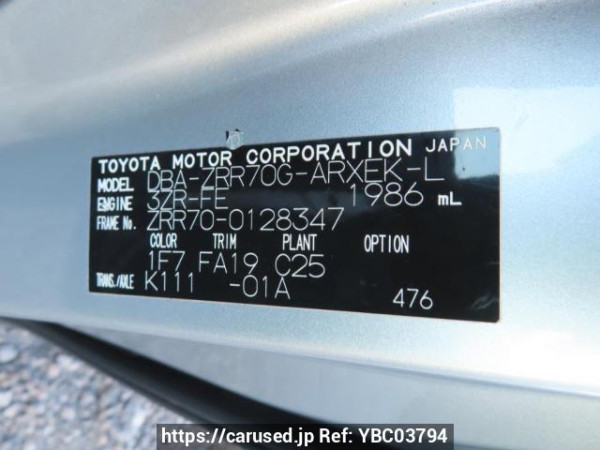 TOYOTA MOTOR CORPORATION JAPAN
MODEL DBA-ZRR70G-ARXEK-L
ENGINE 3ZR-FE 1986 mL
FRAME No. ZRR70-0128347
COLOR TRIM PLANT OPTION
1F7 FA19 C25
TRANS./AXLE K111 -01A
476
https://carused.jp Ref: YBC03794